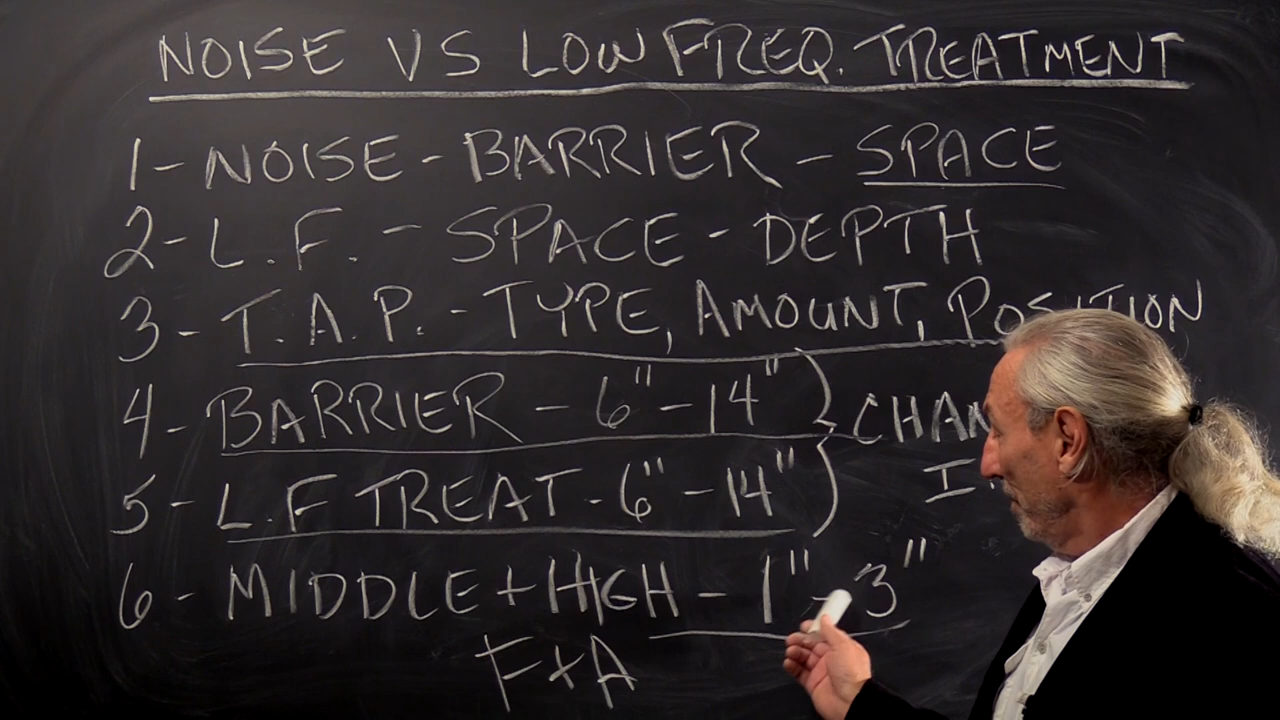 NOISE VS LOW FREQ. TREATMENT
1- NOISE - BARRIER - SPACE
2- L.F. - SPACE - DEPTH
3- T.A.P. - TYPE, AMOUNT, POSITION
4- BARRIER - 6" - 14" }
5- L.F TREAT - 6" - 14" )
6- MIDDLE + HIGH - 1" - 3"
F + A